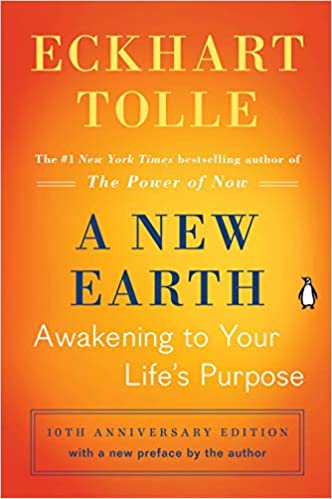 ECKHART
TOLLE
The #1 New York Times bestselling author of
The Power of Now
A NEW
EARTH
Awakening to Your
Life's Purpose
10TH ANNIVERSARY EDITION
with a new preface by the author